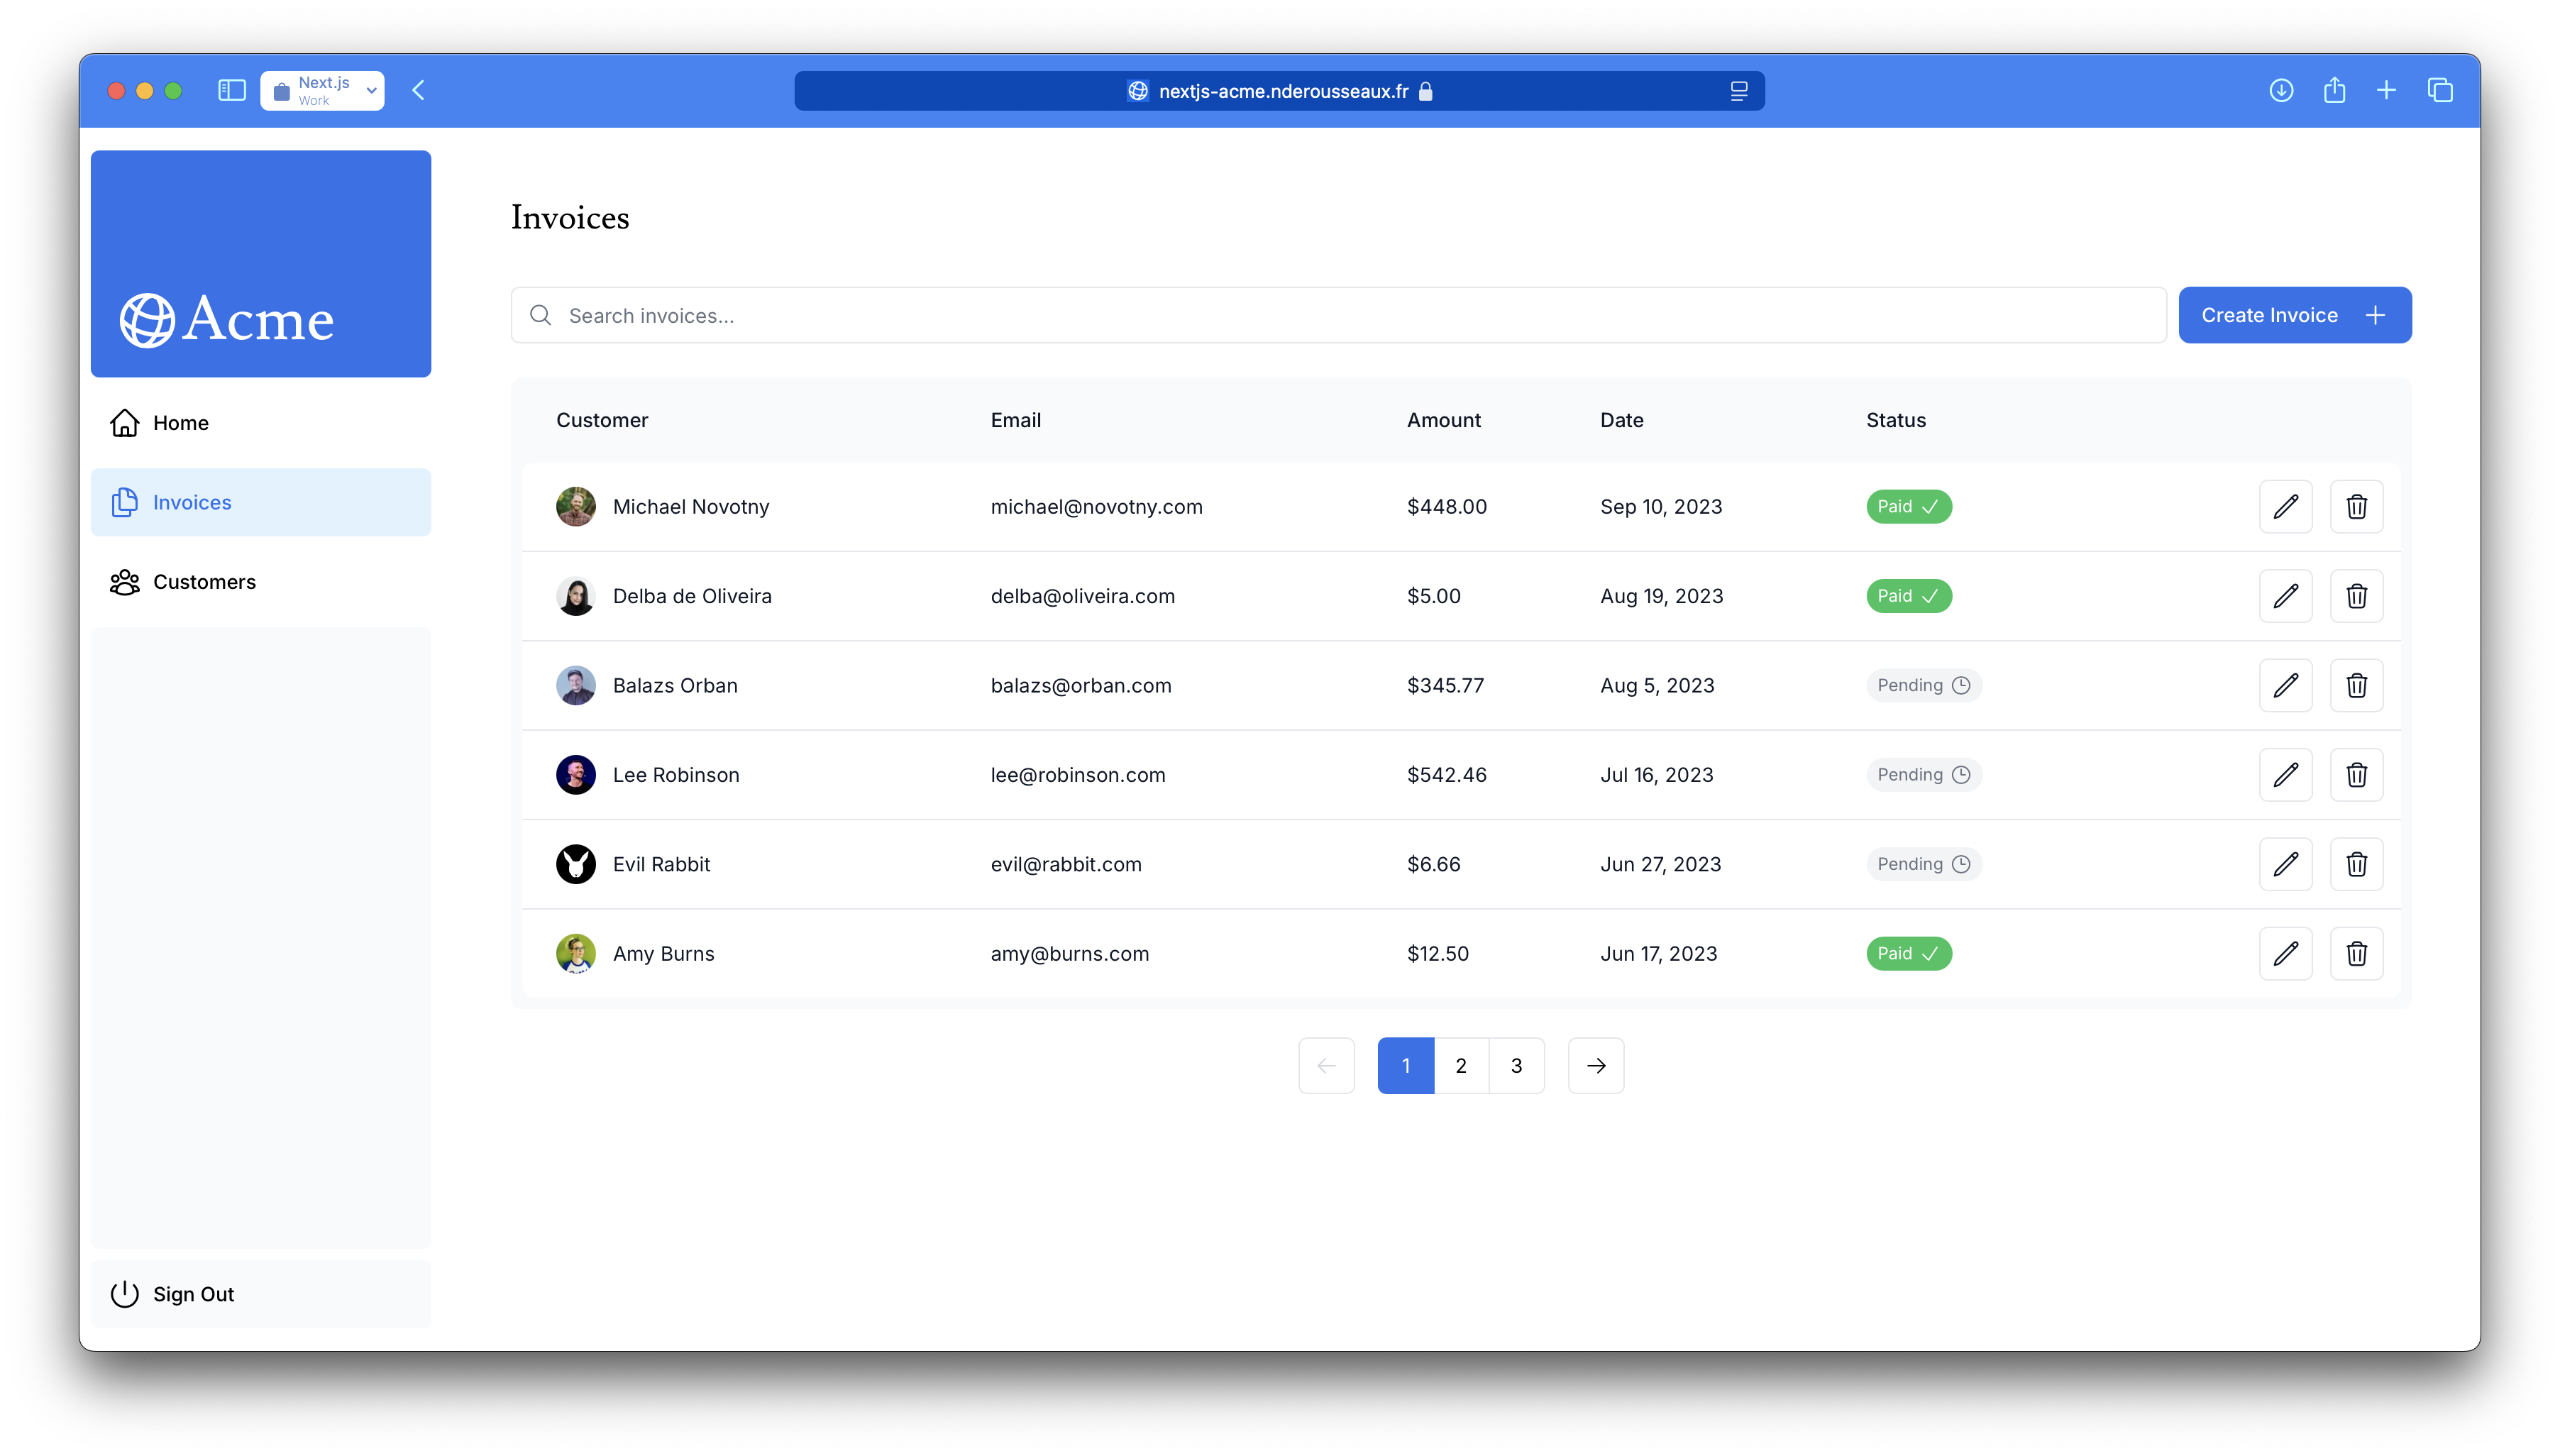 Next.js
Work
nextjs-acme.nderousseaux.fr
Acme
Home
Invoices
Customers
Sign Out
Invoices
Search invoices...
Create Invoice
Customer Email Amount Date Status
Michael Novotny michael@novotny.com $448.00 Sep 10, 2023 Paid
Delba de Oliveira delba@oliveira.com $5.00 Aug 19, 2023 Paid
Balazs Orban balazs@orban.com $345.77 Aug 5, 2023 Pending
Lee Robinson lee@robinson.com $542.46 Jul 16, 2023 Pending
Evil Rabbit evil@rabbit.com $6.66 Jun 27, 2023 Pending
Amy Burns amy@burns.com $12.50 Jun 17, 2023 Paid
1 2 3